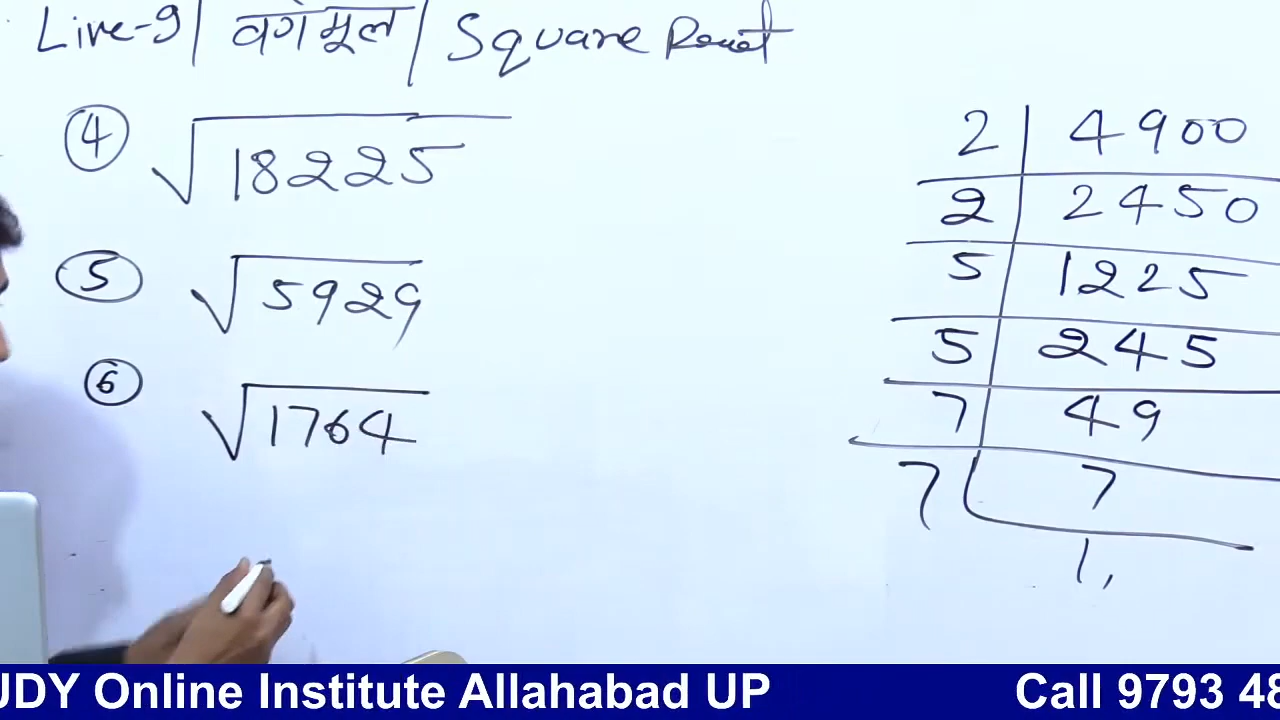 Live-9 | वर्गमूल | Square Root
④ √18225
⑤ √5929
⑥ √1764
2 | 4900
2 | 2450
5 | 1225
5 | 245
7 | 49
7 | 7
1,
UDY Online Institute Allahabad UP Call 9793 48